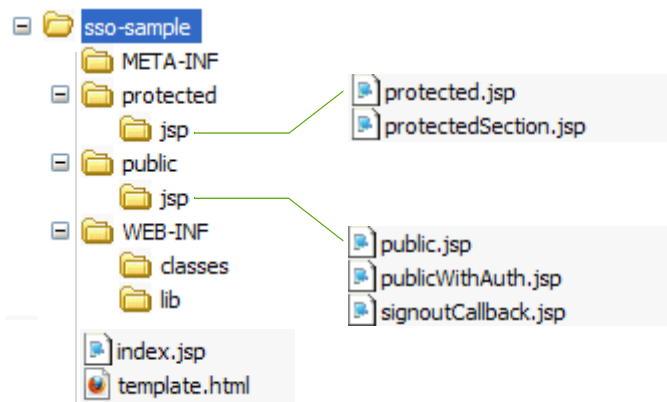 sso-sample
META-INF
protected
jsp
protected.jsp
protectedSection.jsp
public
jsp
public.jsp
publicWithAuth.jsp
signoutCallback.jsp
WEB-INF
classes
lib
index.jsp
template.html